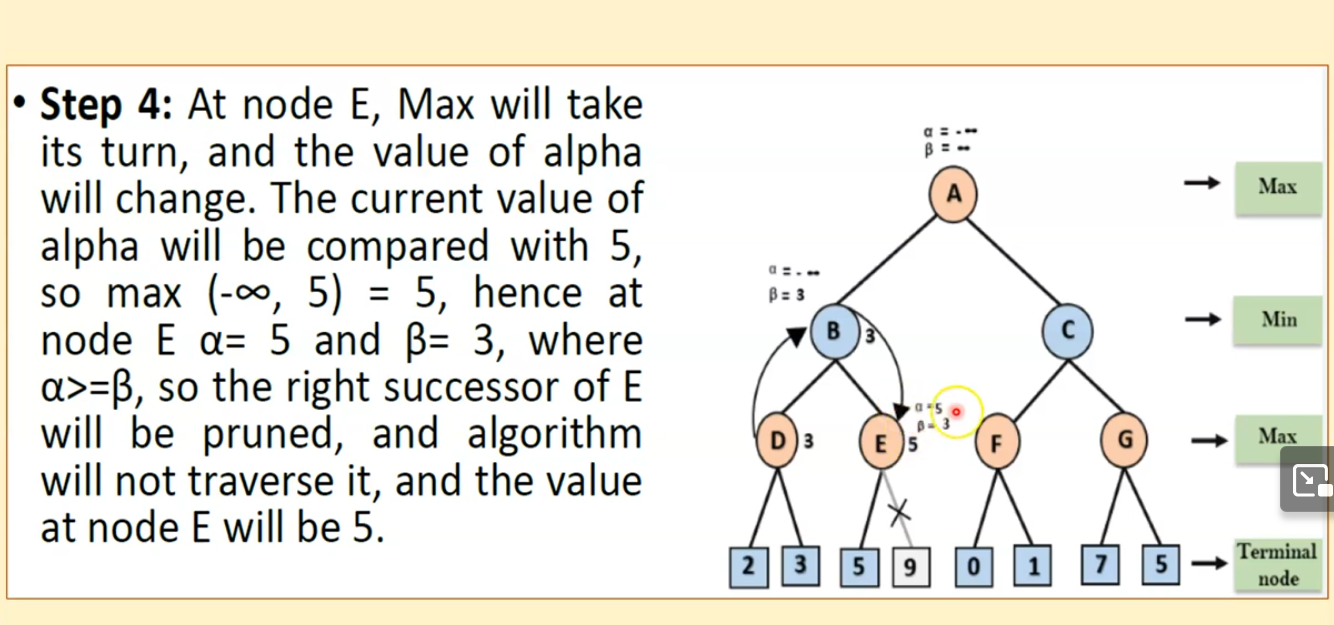 • Step 4: At node E, Max will take
its turn, and the value of alpha
will change. The current value of
alpha will be compared with 5,
so max (-∞, 5) = 5, hence at
node E α= 5 and β= 3, where
α>=β, so the right successor of E
will be pruned, and algorithm
will not traverse it, and the value
at node E will be 5.
α = - ∞
β = ∞
A
Max
α = - ∞
β = 3
B
3
C
Min
α =5
β = 3
D
3
E
5
F
G
Max
2
3
5
9
0
1
7
5
Terminal
node